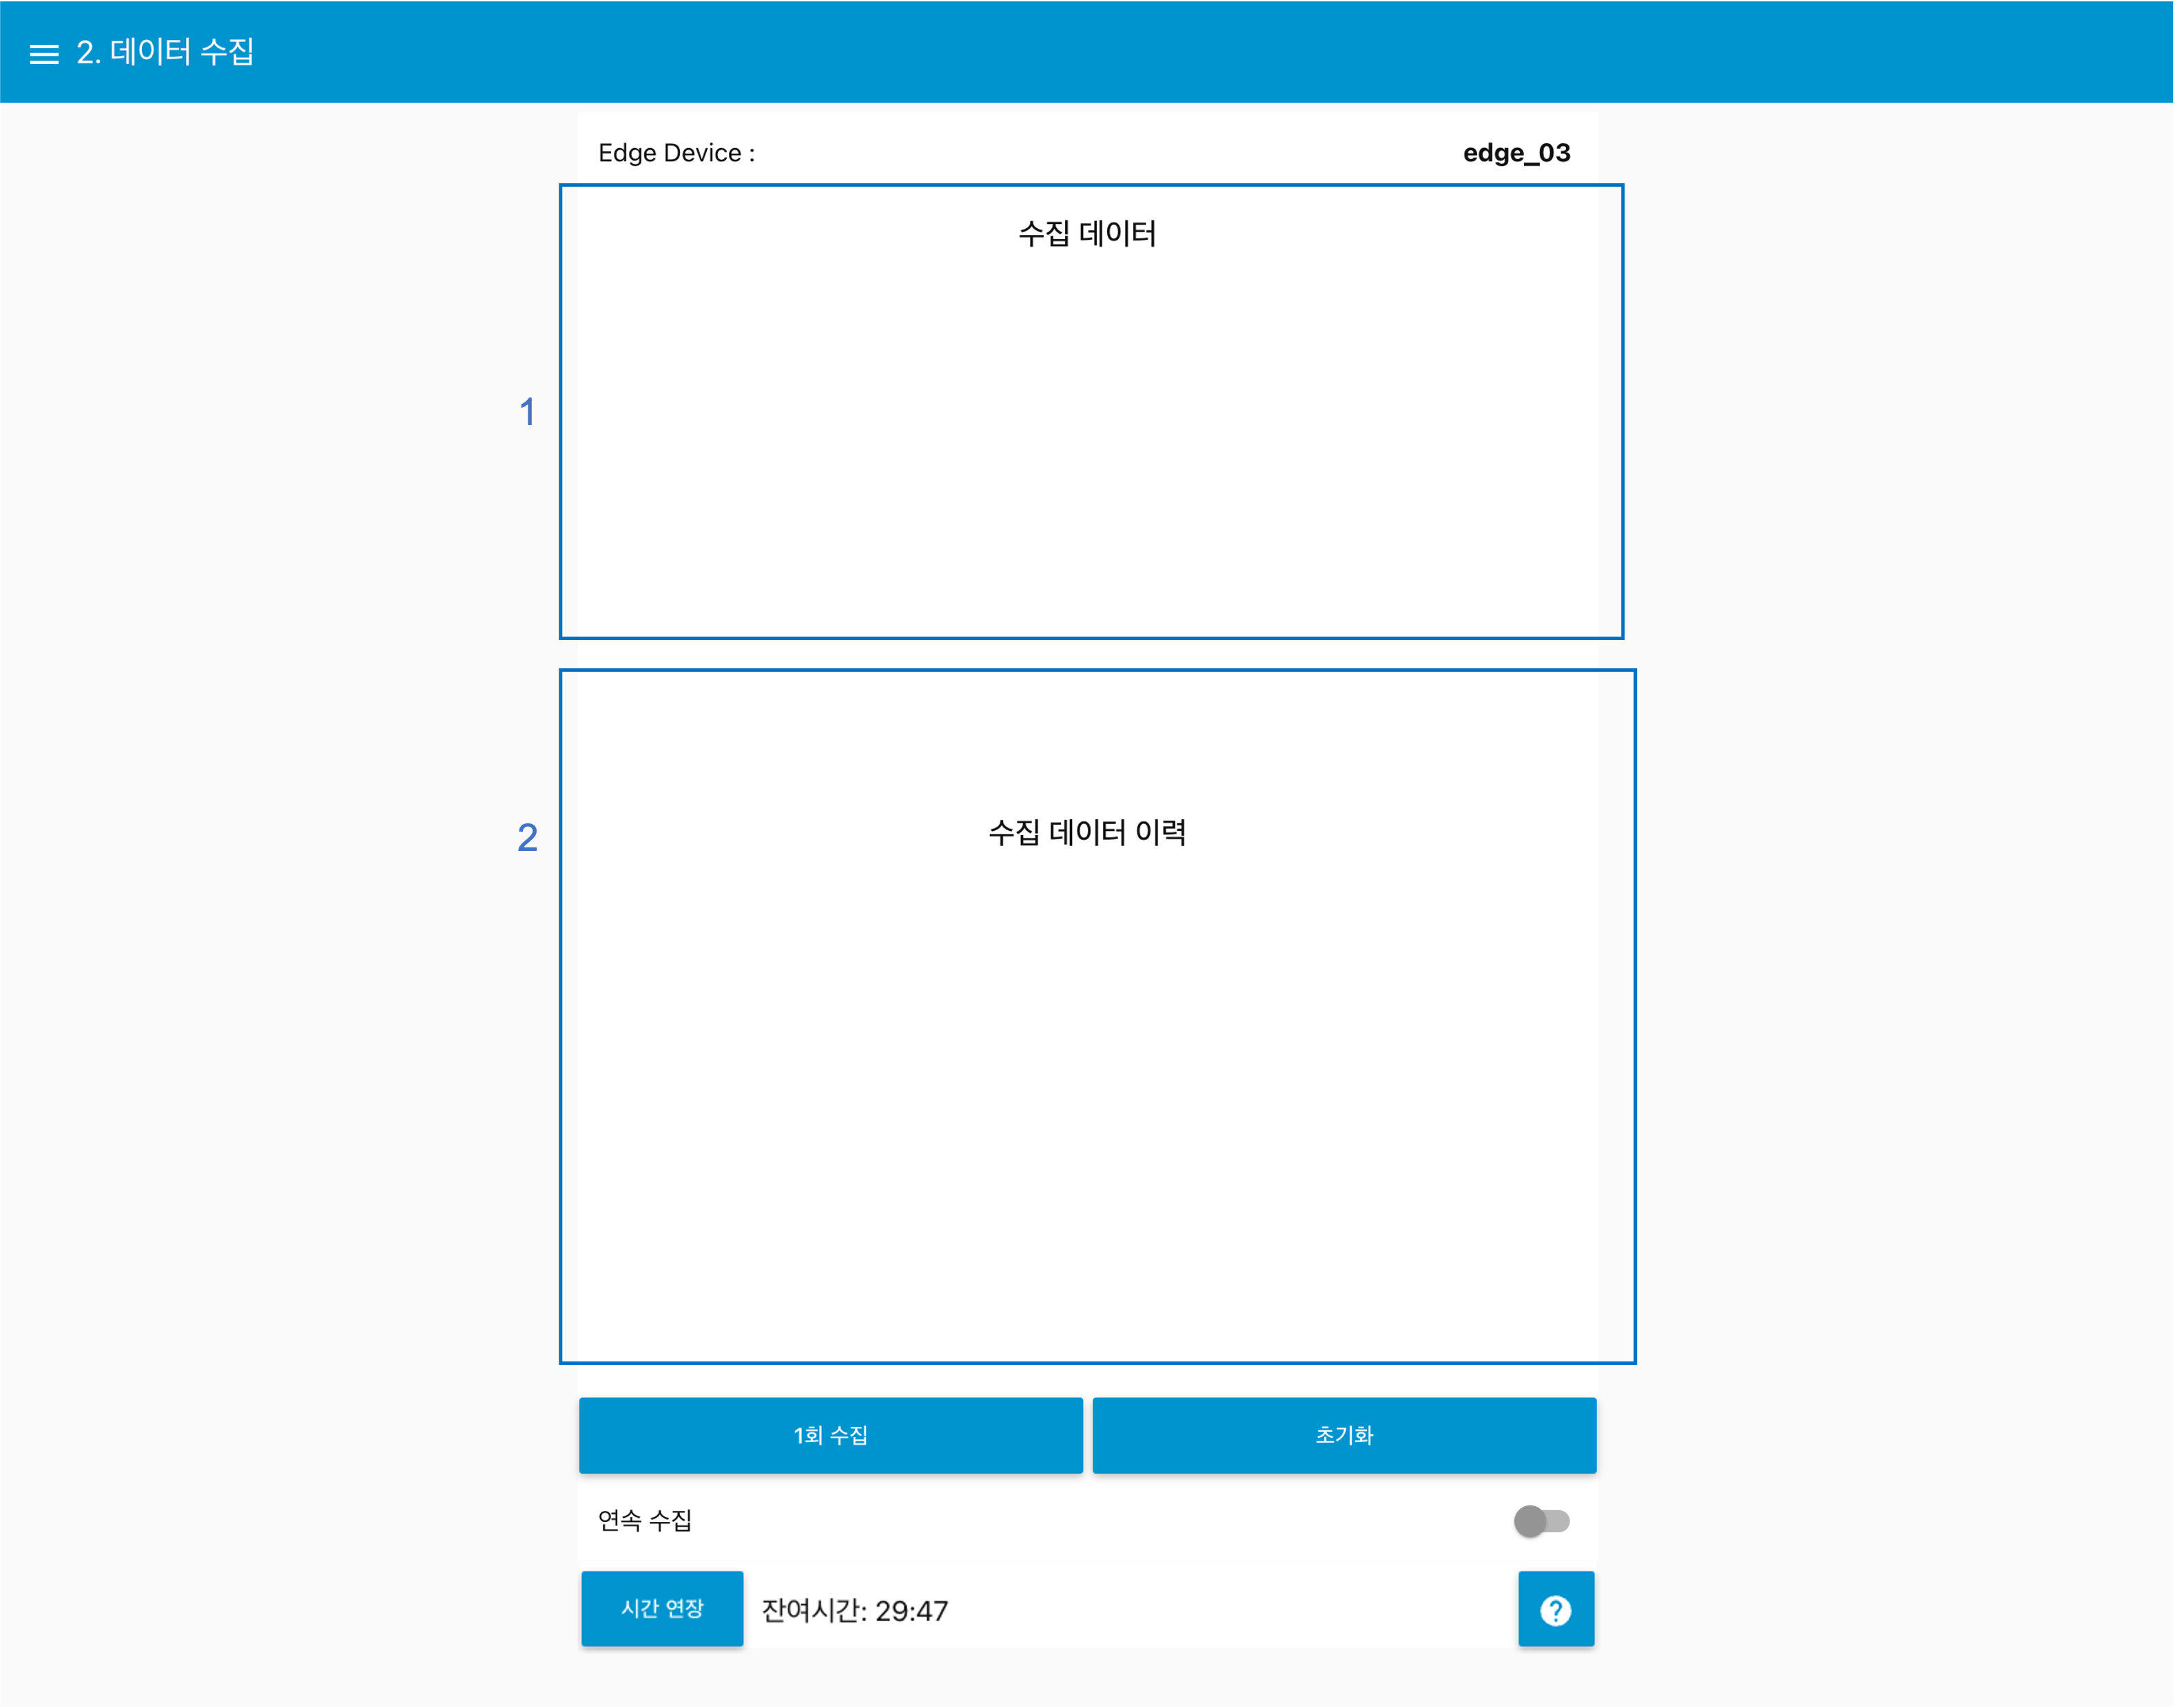 2. 데이터 수집
Edge Device : edge_03
수집 데이터
1
2
수집 데이터 이력
1회 수집 초기화
연속 수집
시간 연장 잔여시간: 29:47 ?